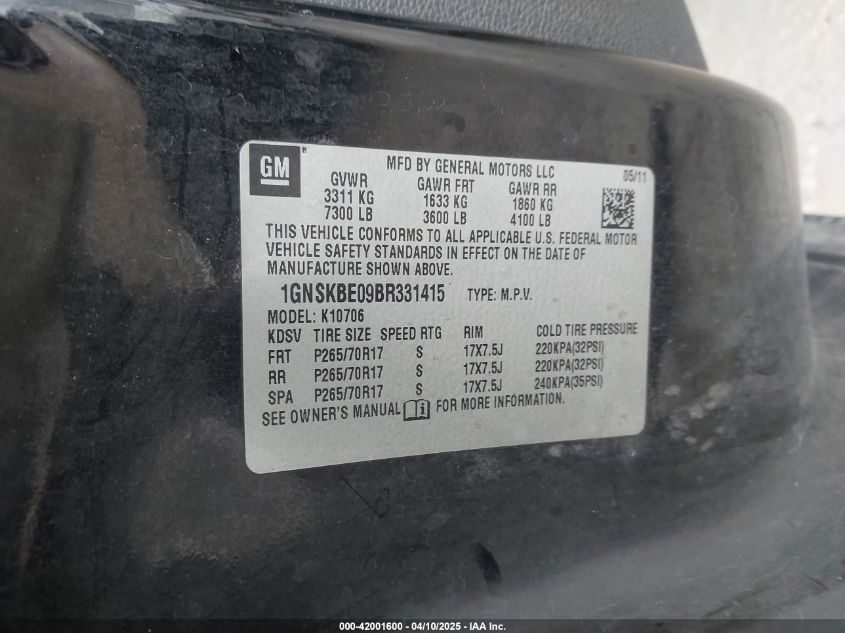 GM
MFD BY GENERAL MOTORS LLC
05/11
GVWR GAWR FRT GAWR RR
3311 KG 1633 KG 1860 KG
7300 LB 3600 LB 4100 LB
THIS VEHICLE CONFORMS TO ALL APPLICABLE U.S. FEDERAL MOTOR
VEHICLE SAFETY STANDARDS IN EFFECT ON THE DATE OF
MANUFACTURE SHOWN ABOVE.
1GNSKBE09BR331415 TYPE: M.P.V.
MODEL: K10706
KDSV TIRE SIZE SPEED RTG RIM COLD TIRE PRESSURE
FRT P265/70R17 S 17X7.5J 220KPA(32PSI)
RR P265/70R17 S 17X7.5J 220KPA(32PSI)
SPA P265/70R17 S 17X7.5J 240KPA(35PSI)
SEE OWNER'S MANUAL FOR MORE INFORMATION.
000-42001600 - 04/10/2025 - IAA Inc.